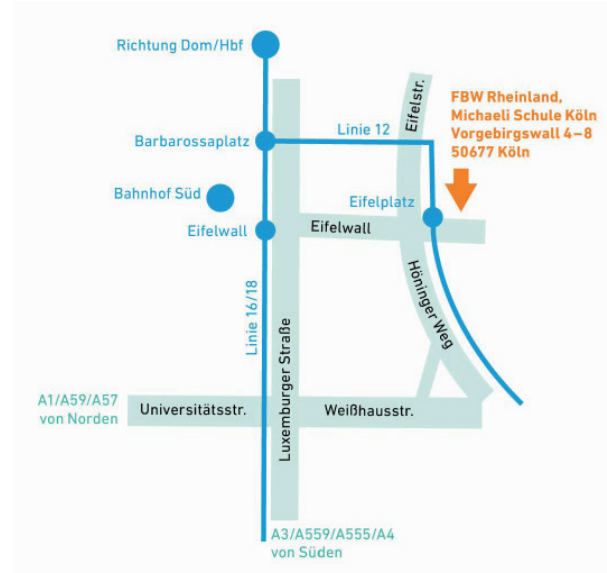 Richtung Dom/Hbf
Eifelstr.
FBW Rheinland,
Michaeli Schule Köln
Vorgebirgswall 4–8
50677 Köln
Linie 12
Barbarossaplatz
Bahnhof Süd
Eifelplatz
Eifelwall
Eifelwall
Höninger Weg
Linie 16/18
Luxemburger Straße
A1/A59/A57
von Norden
Universitätsstr.
Weißhausstr.
A3/A559/A555/A4
von Süden